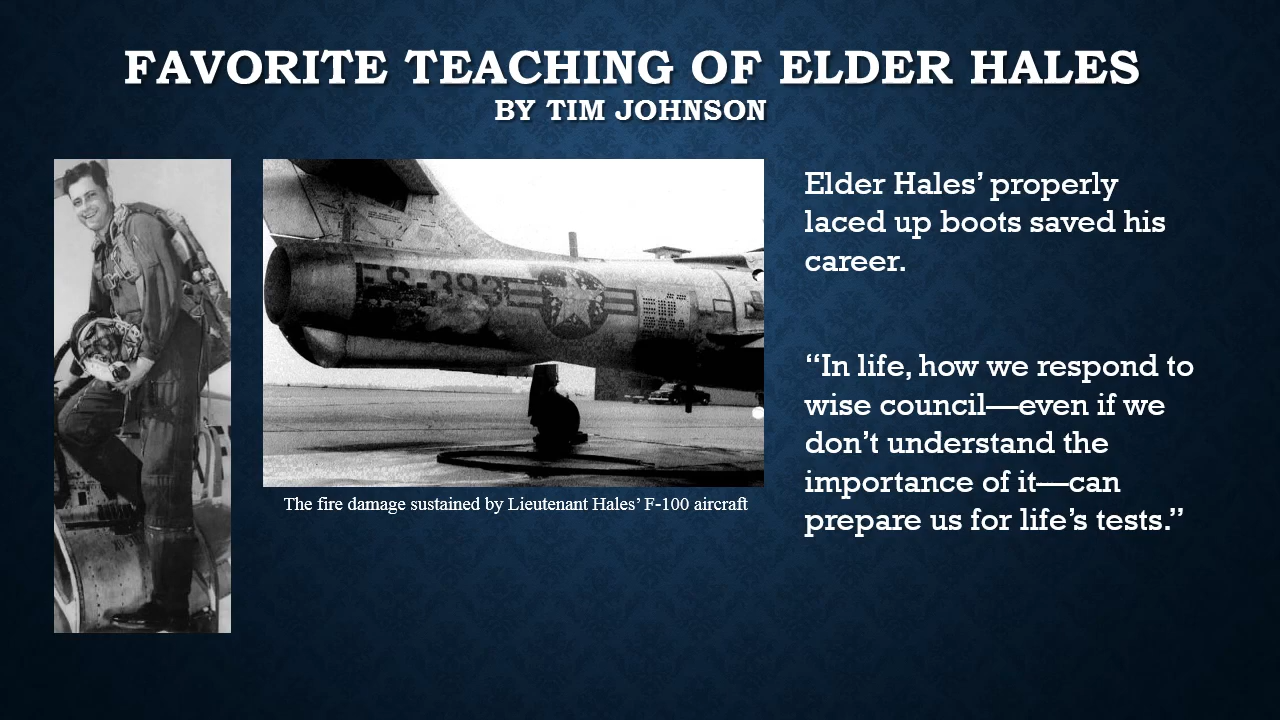 FAVORITE TEACHING OF ELDER HALES
BY TIM JOHNSON
FS-393
The fire damage sustained by Lieutenant Hales’ F-100 aircraft
Elder Hales’ properly
laced up boots saved his
career.
“In life, how we respond to
wise council—even if we
don’t understand the
importance of it—can
prepare us for life’s tests.”